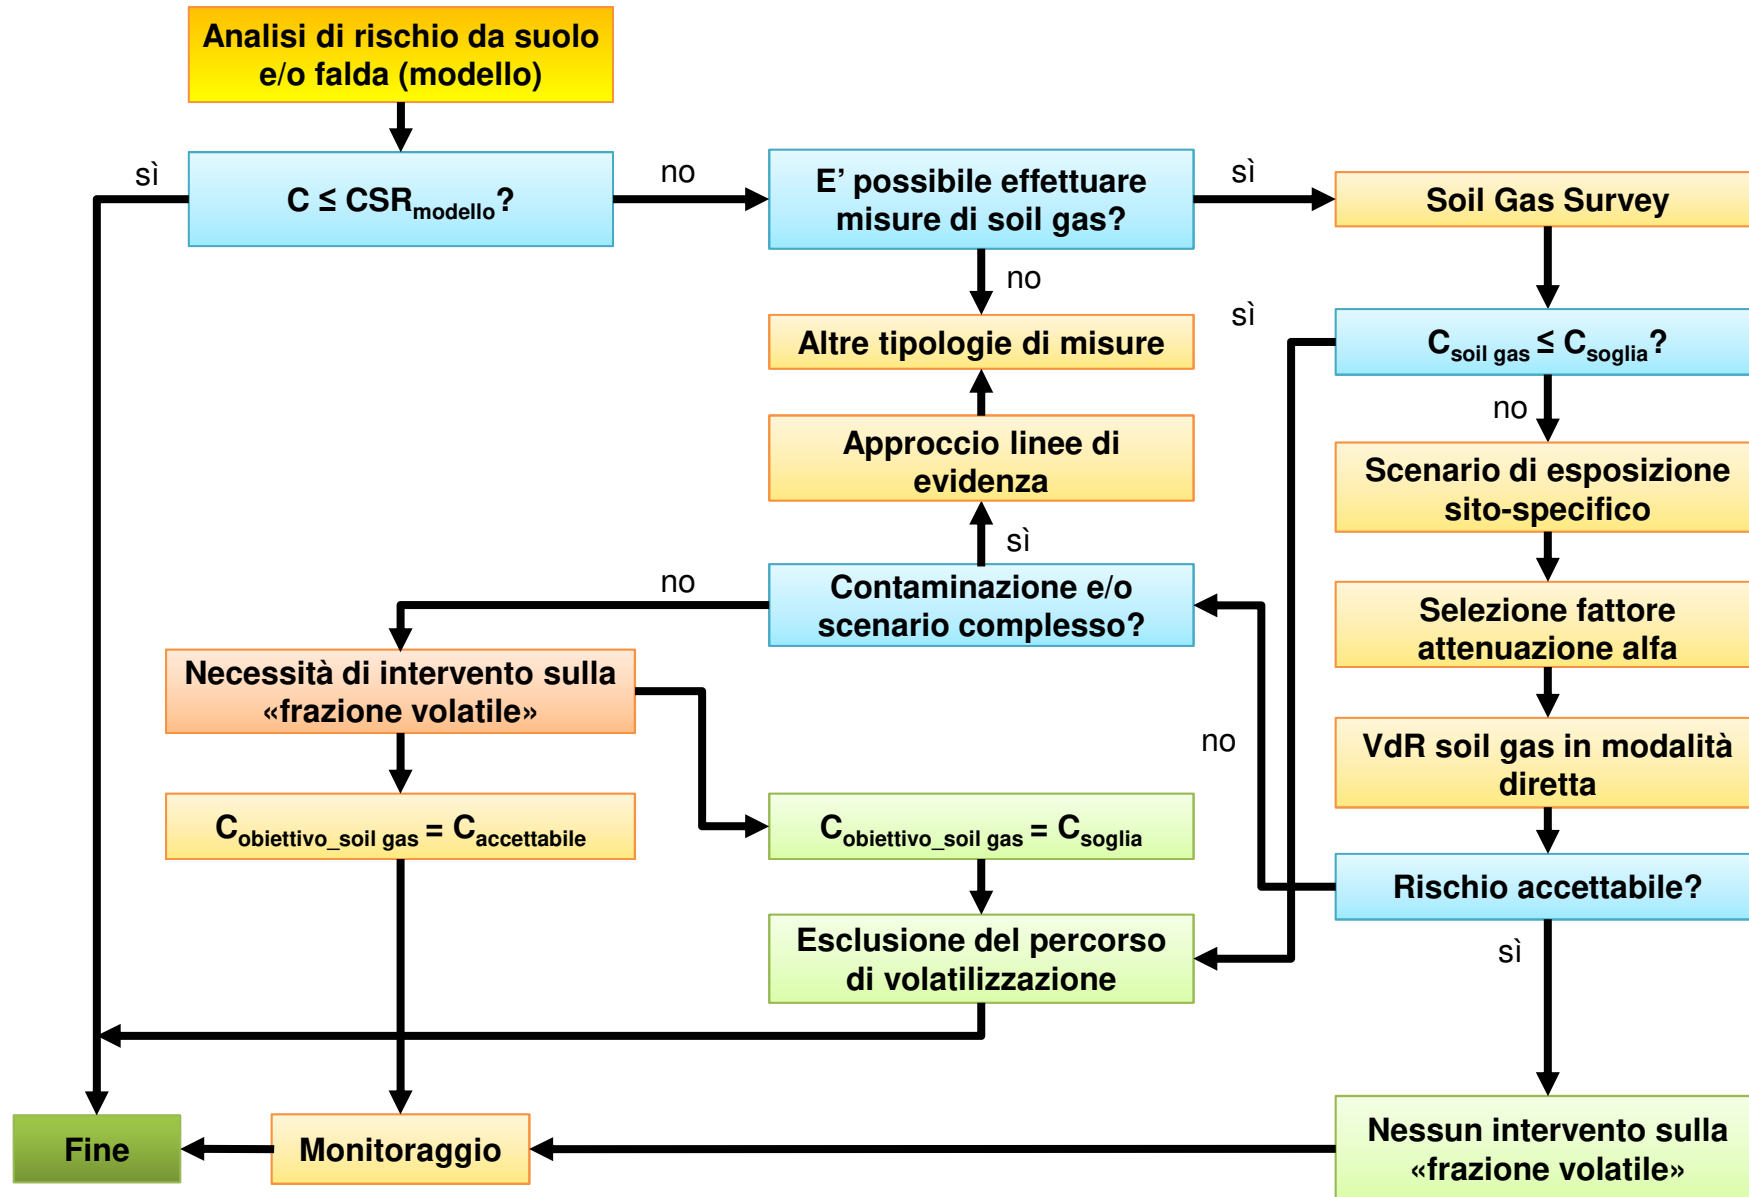 Analisi di rischio da suolo
e/o falda (modello)
sì
C ≤ CSRmodello?
no
E’ possibile effettuare
misure di soil gas?
sì
Soil Gas Survey
no
Altre tipologie di misure
sì
Csoil gas ≤ Csoglia?
no
Approccio linee di
evidenza
Scenario di esposizione
sito-specifico
sì
no
Contaminazione e/o
scenario complesso?
Selezione fattore
attenuazione alfa
Necessità di intervento sulla
«frazione volatile»
no
VdR soil gas in modalità
diretta
Cobiettivo_soil gas = Caccettabile
Cobiettivo_soil gas = Csoglia
Rischio accettabile?
Esclusione del percorso
di volatilizzazione
sì
Fine
Monitoraggio
Nessun intervento sulla
«frazione volatile»